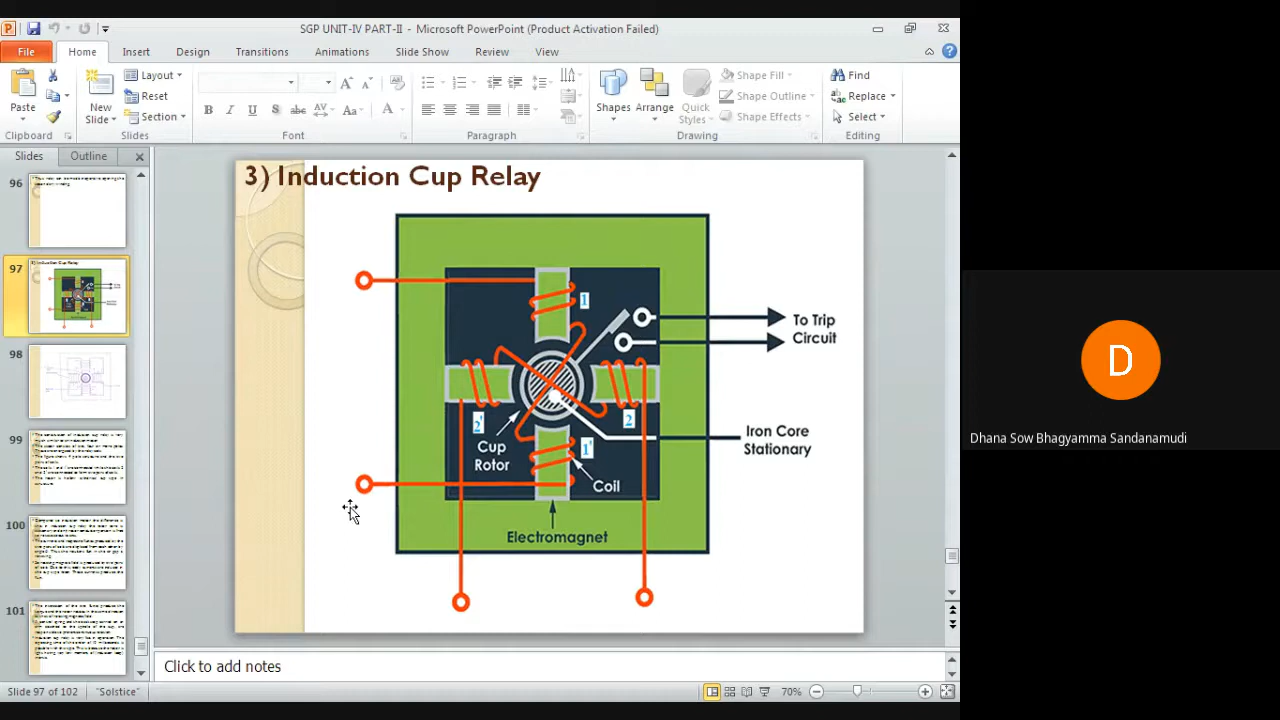 SGP UNIT-IV PART-II - Microsoft PowerPoint (Product Activation Failed)
File Home Insert Design Transitions Animations Slide Show Review View
Paste
Clipboard
New
Slide
Layout
Reset
Section
Slides
B I U S abc AV Aa A
Font
Paragraph
Shapes
Arrange
Quick
Styles
Shape Fill
Shape Outline
Shape Effects
Drawing
Find
Replace
Select
Editing
Slides Outline
96
97
98
99
100
101
3) Induction Cup Relay
1
To Trip
Circuit
2'
2
1'
Cup
Rotor
Iron Core
Stationary
Coil
Electromagnet
Click to add notes
Slide 97 of 102
"Solstice"
70%
D
Dhana Sow Bhagyamma Sandanamudi